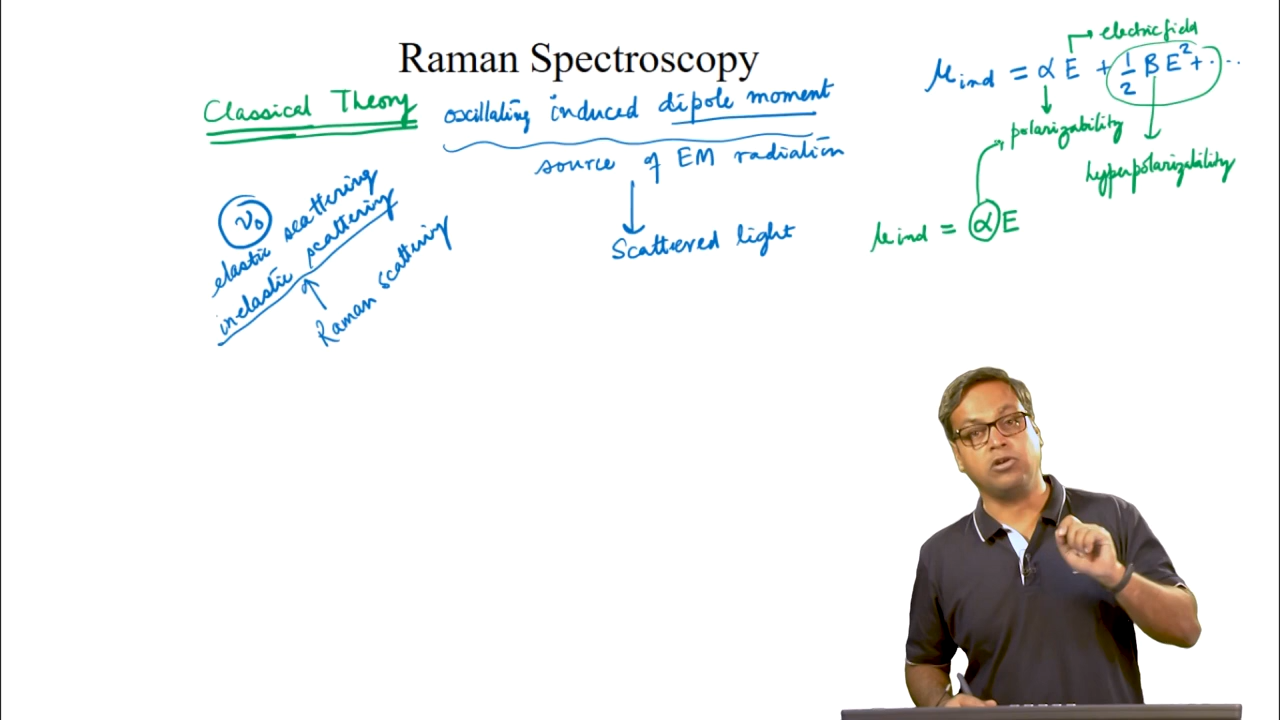 Raman Spectroscopy
Classical Theory
oscillating induced dipole moment
source of EM radiation
Scattered light
ν₀
elastic scattering
inelastic scattering
Raman scattering
electric field
μind = α E + 1/2 β E² + ...
polarizability
hyperpolarizability
μind = α E